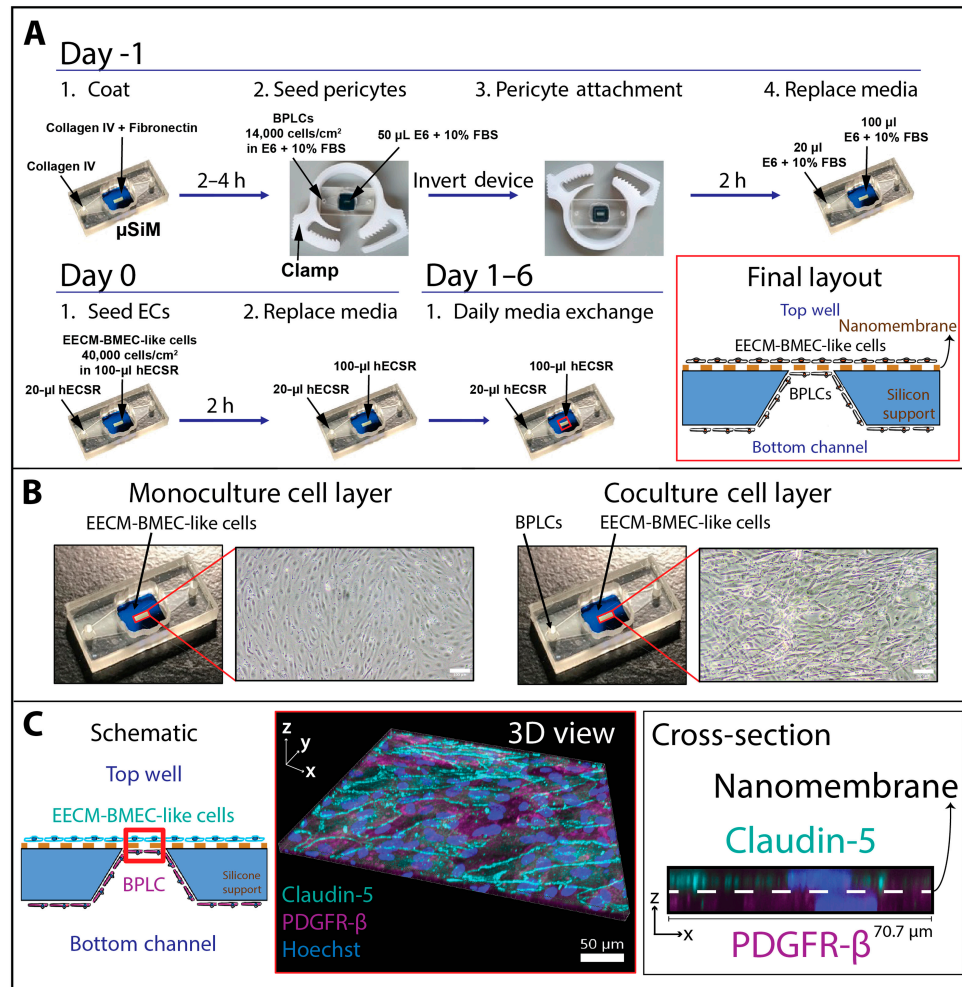 A
Day -1
1. Coat
2. Seed pericytes
3. Pericyte attachment
4. Replace media
Collagen IV + Fibronectin
Collagen IV
μSiM
2–4 h
BPLCs
14,000 cells/cm²
in E6 + 10% FBS
50 μL E6 + 10% FBS
Clamp
Invert device
2 h
100 μl
E6 + 10% FBS
20 μl
E6 + 10% FBS
Day 0
1. Seed ECs
2. Replace media
EECM-BMEC-like cells
40,000 cells/cm²
in 100-μl hECSR
20-μl hECSR
2 h
100-μl hECSR
20-μl hECSR
Day 1–6
1. Daily media exchange
100-μl hECSR
20-μl hECSR
Final layout
Top well
Nanomembrane
EECM-BMEC-like cells
BPLCs
Silicon
support
Bottom channel
B
Monoculture cell layer
EECM-BMEC-like cells
Coculture cell layer
BPLCs
EECM-BMEC-like cells
C
Schematic
Top well
EECM-BMEC-like cells
BPLC
Silicone
support
Bottom channel
3D view
z
y
x
Claudin-5
PDGFR-β
Hoechst
50 μm
Cross-section
Nanomembrane
Claudin-5
z
x
70.7 μm
PDGFR-β